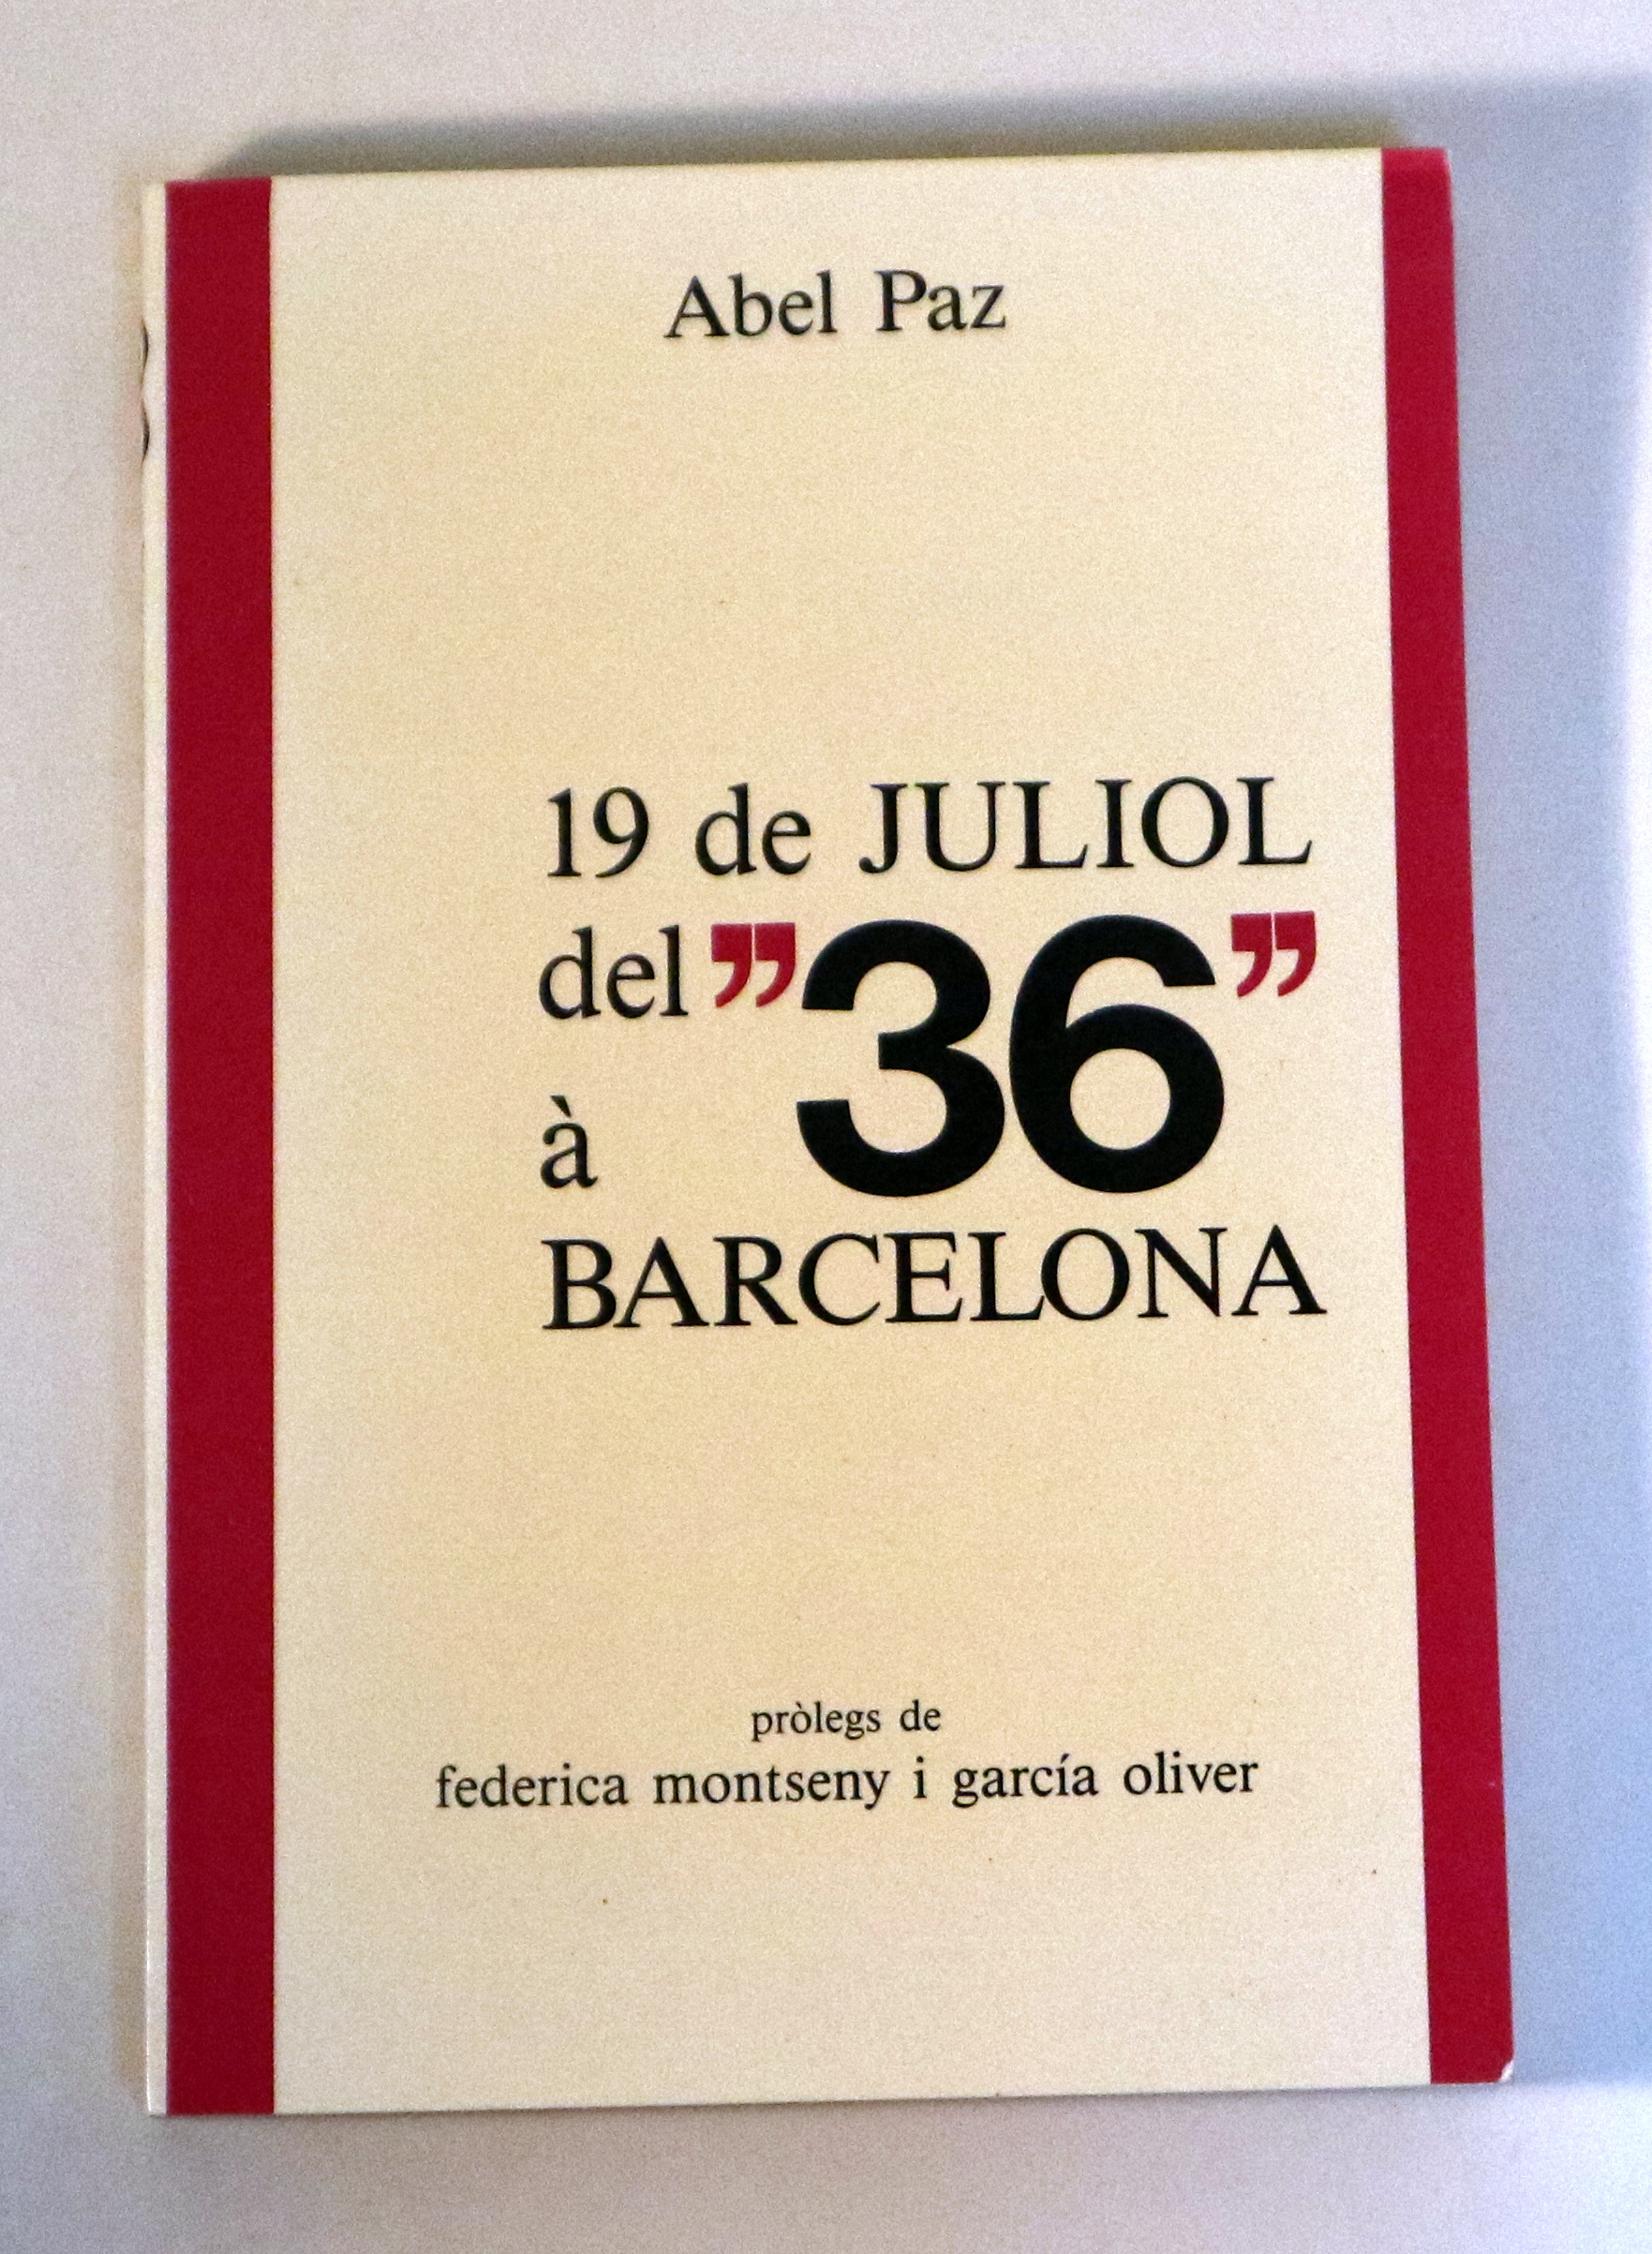 Abel Paz
19 de JULIOL
del ”36”
à
BARCELONA
pròlegs de
federica montseny i garcía oliver